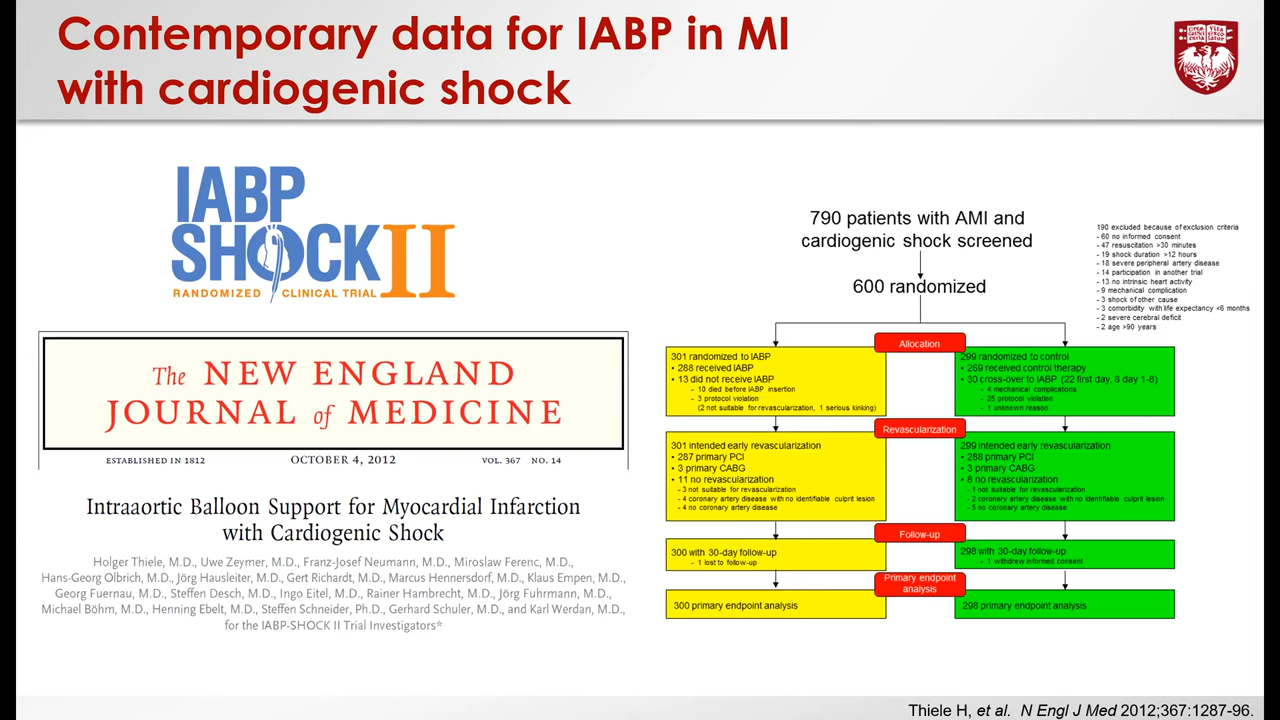 Contemporary data for IABP in MI
with cardiogenic shock
IABP
SHOCK II
RANDOMIZED CLINICAL TRIAL
The NEW ENGLAND
JOURNAL of MEDICINE
ESTABLISHED IN 1812 OCTOBER 4, 2012 VOL. 367 NO. 14
Intraaortic Balloon Support for Myocardial Infarction
with Cardiogenic Shock
Holger Thiele, M.D., Uwe Zeymer, M.D., Franz-Josef Neumann, M.D., Miroslaw Ferenc, M.D.,
Hans-Georg Olbrich, M.D., Jörg Hausleiter, M.D., Gert Richardt, M.D., Marcus Hennersdorf, M.D., Klaus Empen, M.D.,
Georg Fuernau, M.D., Steffen Desch, M.D., Ingo Eitel, M.D., Rainer Hambrecht, M.D., Jörg Fuhrmann, M.D.,
Michael Böhm, M.D., Henning Ebelt, M.D., Steffen Schneider, Ph.D., Gerhard Schuler, M.D., and Karl Werdan, M.D.,
for the IABP-SHOCK II Trial Investigators*
790 patients with AMI and
cardiogenic shock screened
600 randomized
190 excluded because of exclusion criteria
- 60 no informed consent
- 47 resuscitation >30 minutes
- 19 shock duration >12 hours
- 18 severe peripheral artery disease
- 14 participation in another trial
- 13 no intrinsic heart activity
- 9 mechanical complication
- 3 shock of other cause
- 3 comorbidity with life expectancy <6 months
- 2 severe cerebral deficit
- 2 age >90 years
Allocation
301 randomized to IABP
• 288 received IABP
• 13 did not receive IABP
- 10 died before IABP insertion
- 3 protocol violation
(2 not suitable for revascularization, 1 serious kinking)
299 randomized to control
• 269 received control therapy
• 30 cross-over to IABP (22 first day, 8 day 1-8)
- 4 mechanical complications
- 25 protocol violation
- 1 unknown reason
Revascularization
301 intended early revascularization
• 287 primary PCI
• 3 primary CABG
• 11 no revascularization
- 3 not suitable for revascularization
- 4 coronary artery disease with no identifiable culprit lesion
- 4 no coronary artery disease
299 intended early revascularization
• 288 primary PCI
• 3 primary CABG
• 8 no revascularization
- 1 not suitable for revascularization
- 2 coronary artery disease with no identifiable culprit lesion
- 5 no coronary artery disease
Follow-up
300 with 30-day follow-up
- 1 lost to follow-up
298 with 30-day follow-up
- 1 withdrew informed consent
Primary endpoint
analysis
300 primary endpoint analysis
298 primary endpoint analysis
Thiele H, et al. N Engl J Med 2012;367:1287-96.